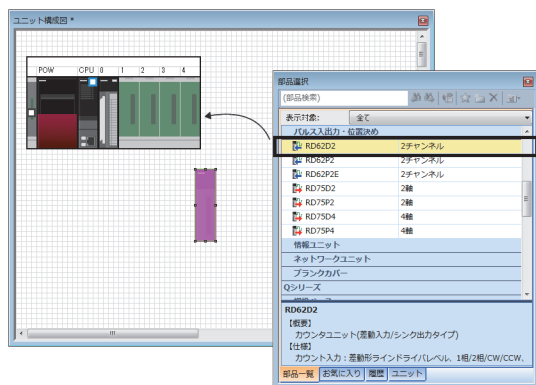 ユニット構成図 *
POW CPU 0 1 2 3 4
部品選択
(部品検索)
表示対象: 全て
パルス入出力・位置決め
RD62D2 2チャンネル
RD62P2 2チャンネル
RD62P2E 2チャンネル
RD75D2 2軸
RD75P2 2軸
RD75D4 4軸
RD75P4 4軸
情報ユニット
ネットワークユニット
ブランクカバー
Qシリーズ
RD62D2
【概要】
カウンタユニット(差動入力/シンク出力タイプ)
【仕様】
カウント入力:差動形ラインドライバレベル、1相/2相/CW/CCW、
部品一覧 お気に入り 履歴 ユニット